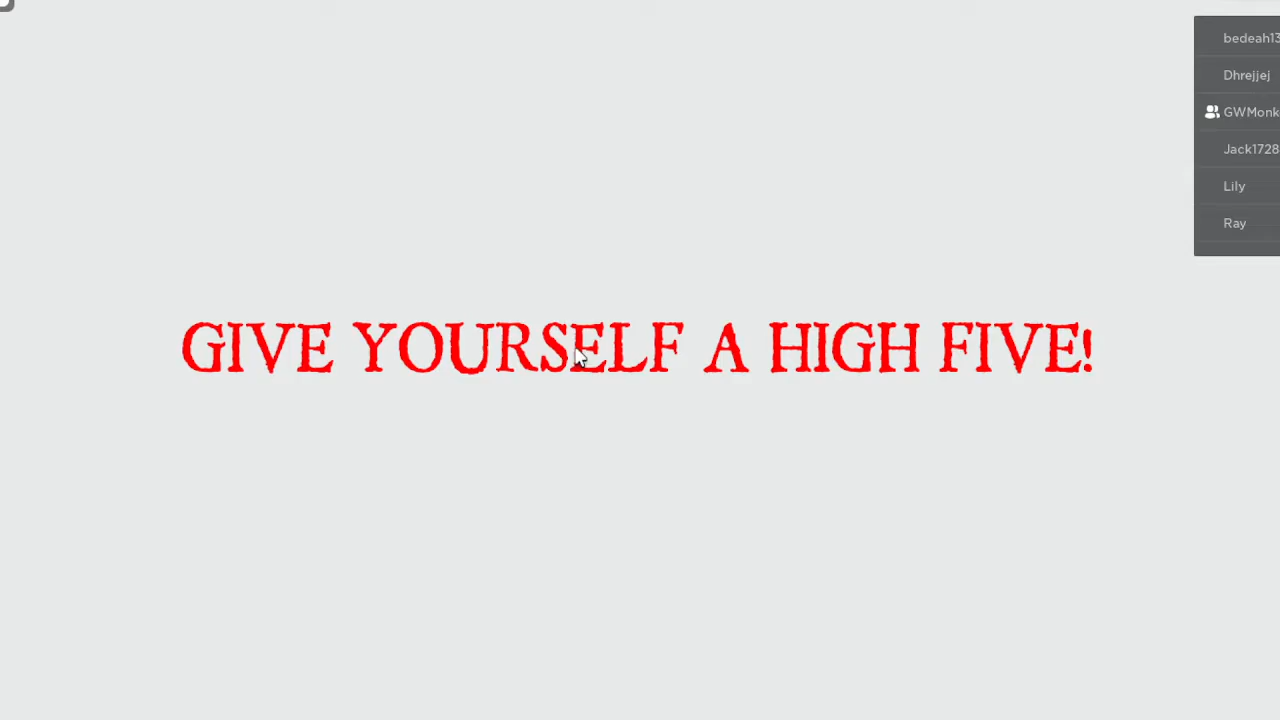 bedeah13
Dhrejjej
GWMonk
Jack1728
Lily
Ray
GIVE YOURSELF A HIGH FIVE!